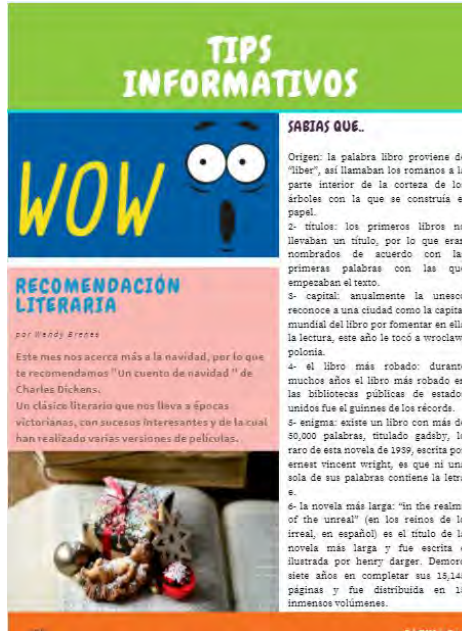 TIPS
INFORMATIVOS
WOW
RECOMENDACIÓN
LITERARIA
por Wendy Brenes
Este mes nos acerca más a la navidad, por lo que
te recomendamos "Un cuento de navidad " de
Charles Dickens.
Un clásico literario que nos lleva a épocas
victorianas, con sucesos interesantes y de la cual
han realizado varias versiones de películas.
SABIAS QUE..
Origen: la palabra libro proviene de
"liber", así llamaban los romanos a la
parte interior de la corteza de los
árboles con la que se construía el
papel.
2- títulos: los primeros libros no
llevaban un título, por lo que eran
nombrados de acuerdo con las
primeras palabras con las que
empezaban el texto.
3- capital: anualmente la unesco
reconoce a una ciudad como la capital
mundial del libro por fomentar en ella
la lectura, este año le tocó a wroclaw,
polonia.
4- el libro más robado: durante
muchos años el libro más robado en
las bibliotecas públicas de estados
unidos fue el guinnes de los récords.
5- enigma: existe un libro con más de
50,000 palabras, titulado gadsby, lo
raro de esta novela de 1939, escrita por
ernest vincent wright, es que ni una
sola de sus palabras contiene la letra
e.
6- la novela más larga: "in the realms
of the unreal" (en los reinos de lo
irreal, en español) es el título de la
novela más larga y fue escrita e
ilustrada por henry darger. Demoró
siete años en completar sus 15,145
páginas y fue distribuida en
inmensos volúmenes.